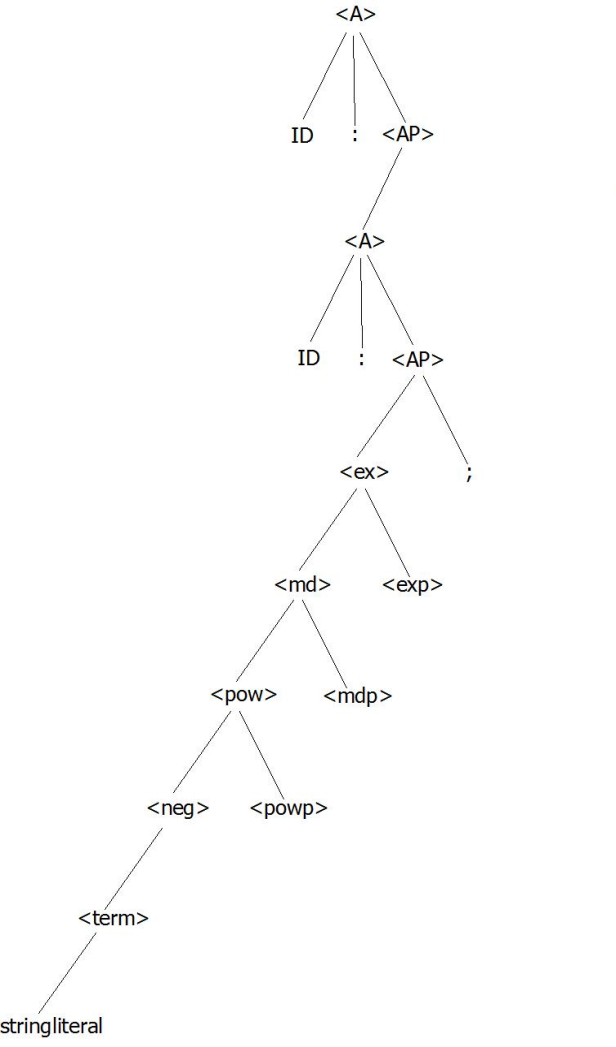 <A>
ID : <AP>
<A>
ID : <AP>
<ex> ;
<md> <exp>
<pow> <mdp>
<neg> <powp>
<term>
stringliteral